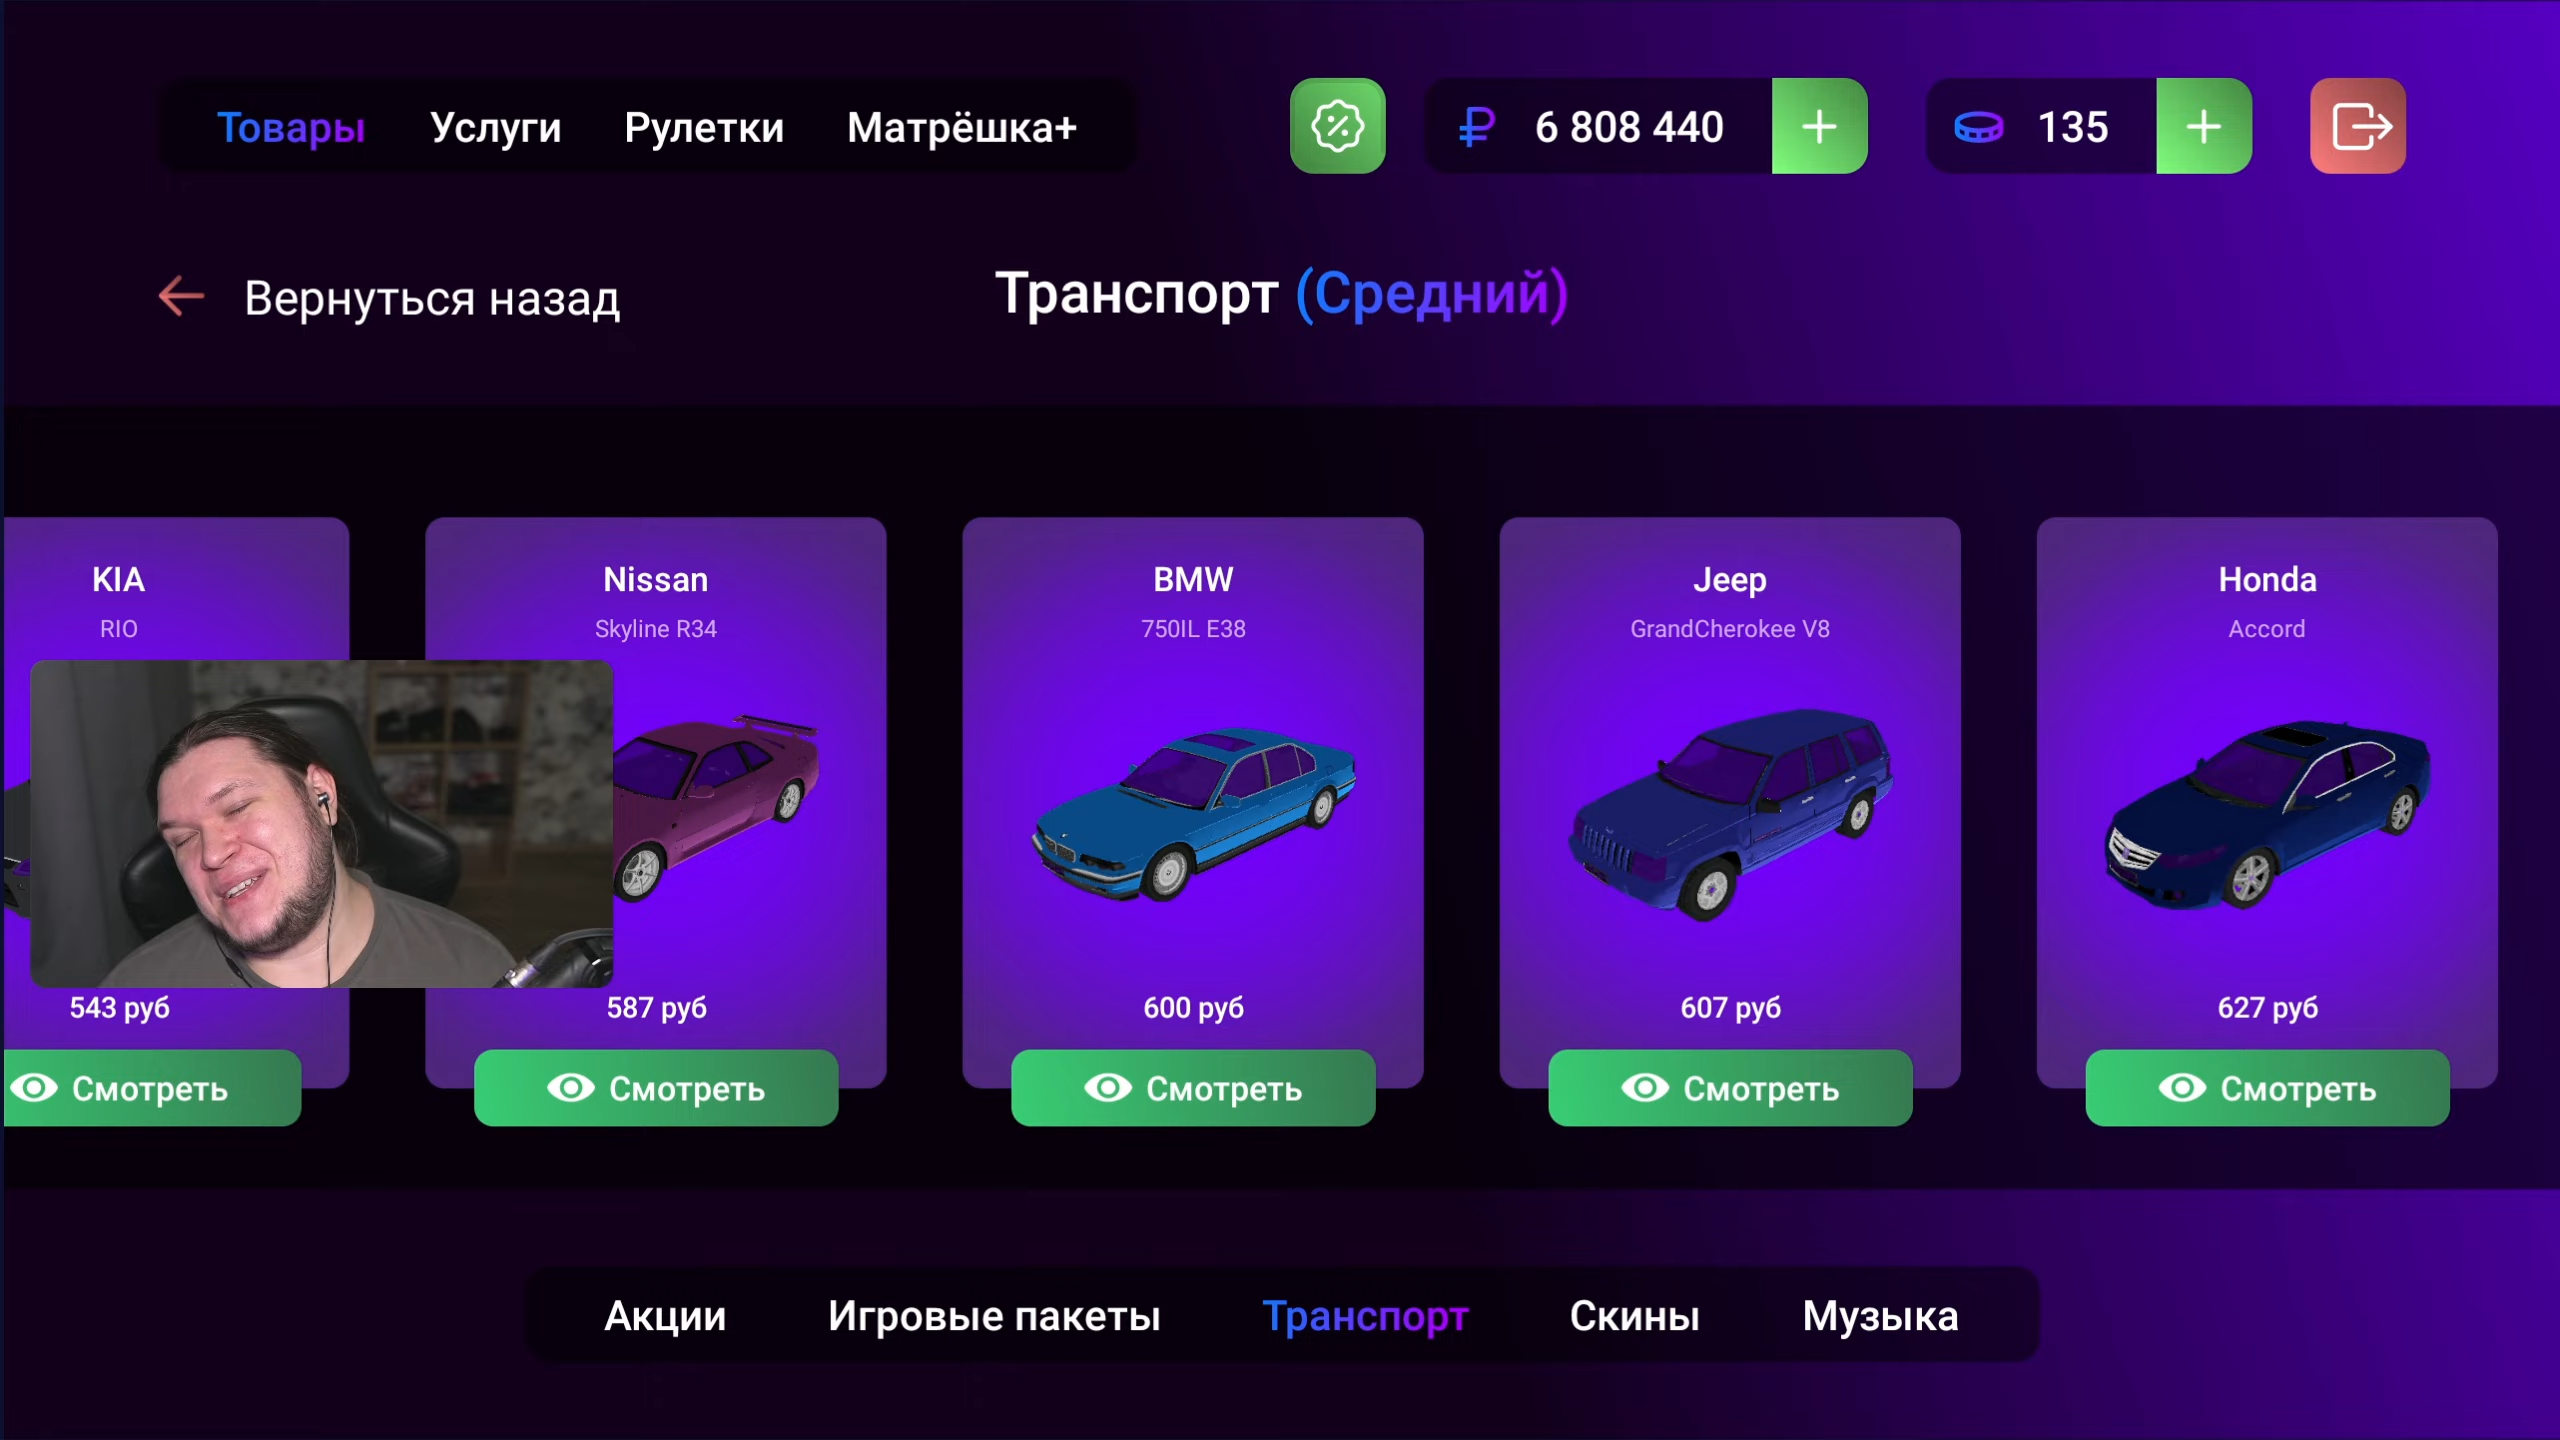 Товары Услуги Рулетки Матрёшка+ 6 808 440 135
Вернуться назад
Транспорт (Средний)
KIA
RIO
543 руб
Смотреть
Nissan
Skyline R34
587 руб
Смотреть
BMW
750IL E38
600 руб
Смотреть
Jeep
GrandCherokee V8
607 руб
Смотреть
Honda
Accord
627 руб
Смотреть
Акции Игровые пакеты Транспорт Скины Музыка